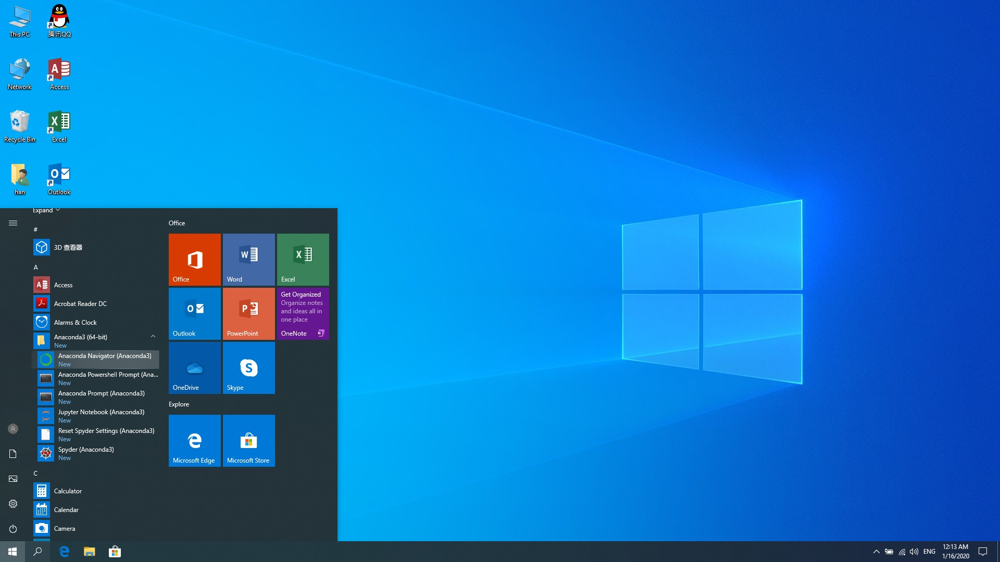 This PC
腾讯QQ
Network
Access
Recycle Bin
Excel
han
Outlook
Expand
#
3D 查看器
A
Access
Acrobat Reader DC
Alarms & Clock
Anaconda3 (64-bit)
New
Anaconda Navigator (Anaconda3)
New
Anaconda Powershell Prompt (Ana...
New
Anaconda Prompt (Anaconda3)
New
Jupyter Notebook (Anaconda3)
New
Reset Spyder Settings (Anaconda3)
New
Spyder (Anaconda3)
New
C
Calculator
Calendar
Camera
Office
Office
Word
Excel
Outlook
PowerPoint
Get Organized
Organize notes
and ideas all in
one place
OneNote
OneDrive
Skype
Explore
Microsoft Edge
Microsoft Store
ENG
12:13 AM
1/16/2020